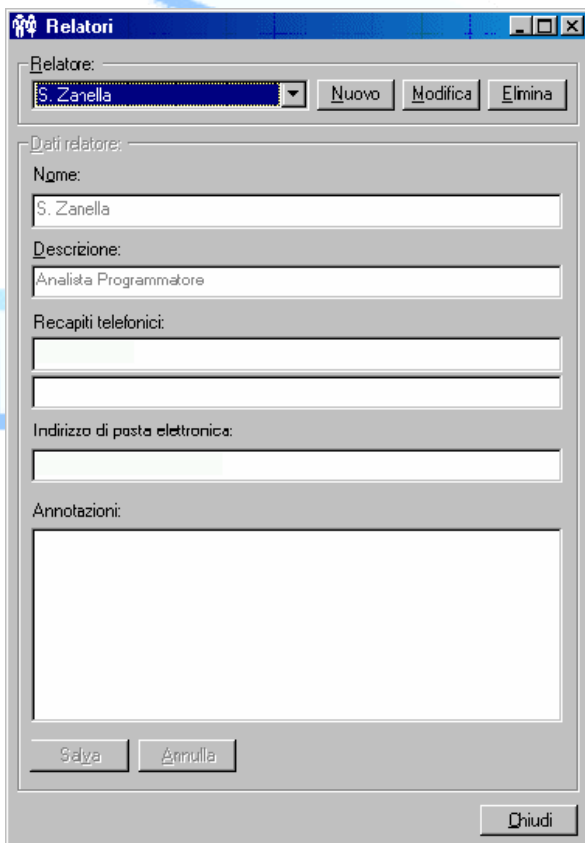 Relatori
Relatore:
S. Zanella Nuovo Modifica Elimina
Dati relatore:
Nome:
S. Zanella
Descrizione:
Analista Programmatore
Recapiti telefonici:
Indirizzo di posta elettronica:
Annotazioni:
Salva Annulla
Chiudi